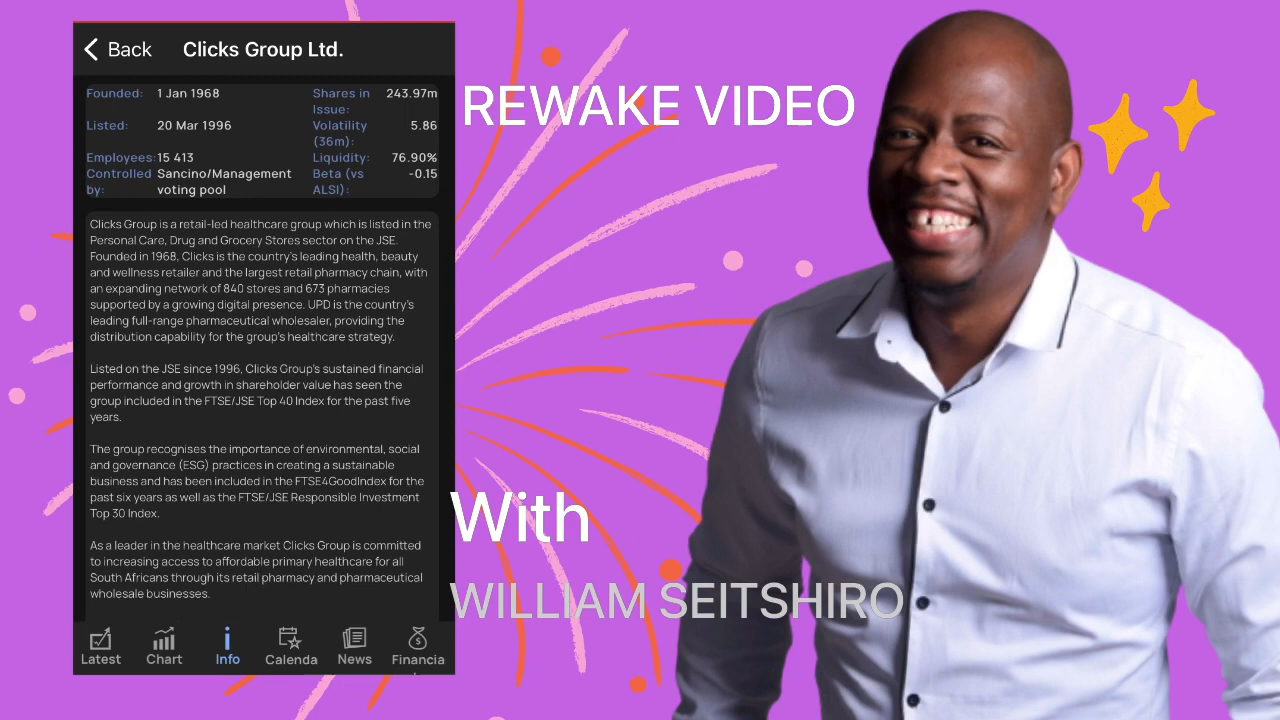 Back Clicks Group Ltd.
Founded: 1 Jan 1968 Shares in Issue: 243.97m
Listed: 20 Mar 1996 Volatility (36m): 5.86
Employees: 15 413 Liquidity: 76.90%
Controlled by: Sancino/Management voting pool Beta (vs ALSI): -0.15
Clicks Group is a retail-led healthcare group which is listed in the
Personal Care, Drug and Grocery Stores sector on the JSE.
Founded in 1968, Clicks is the country's leading health, beauty
and wellness retailer and the largest retail pharmacy chain, with
an expanding network of 840 stores and 673 pharmacies
supported by a growing digital presence. UPD is the country's
leading full-range pharmaceutical wholesaler, providing the
distribution capability for the group's healthcare strategy.
Listed on the JSE since 1996, Clicks Group's sustained financial
performance and growth in shareholder value has seen the
group included in the FTSE/JSE Top 40 Index for the past five
years.
The group recognises the importance of environmental, social
and governance (ESG) practices in creating a sustainable
business and has been included in the FTSE4GoodIndex for the
past six years as well as the FTSE/JSE Responsible Investment
Top 30 Index.
As a leader in the healthcare market Clicks Group is committed
to increasing access to affordable primary healthcare for all
South Africans through its retail pharmacy and pharmaceutical
wholesale businesses.
Latest Chart Info Calenda News Financia
REWAKE VIDEO
With
WILLIAM SEITSHIRO